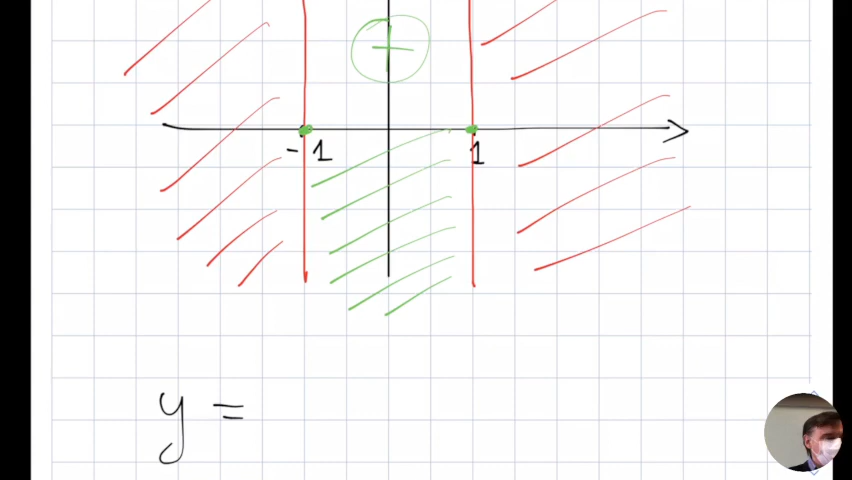 +
- 1 1
y =